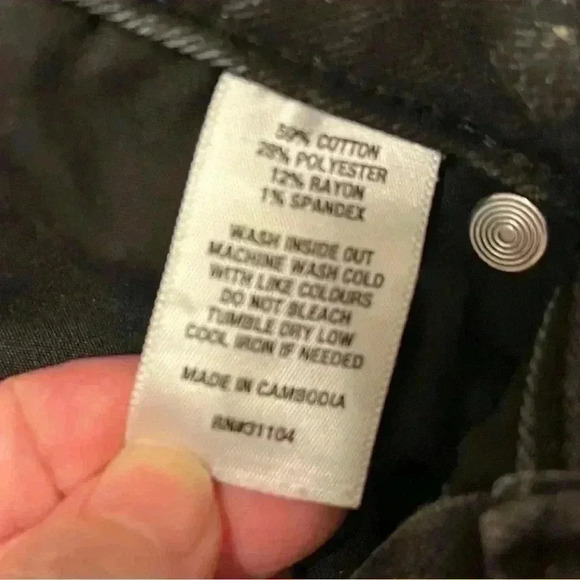 59% COTTON
28% POLYESTER
12% RAYON
1% SPANDEX
WASH INSIDE OUT
MACHINE WASH COLD
WITH LIKE COLOURS
DO NOT BLEACH
TUMBLE DRY LOW
COOL IRON IF NEEDED
MADE IN CAMBODIA
RN#31104